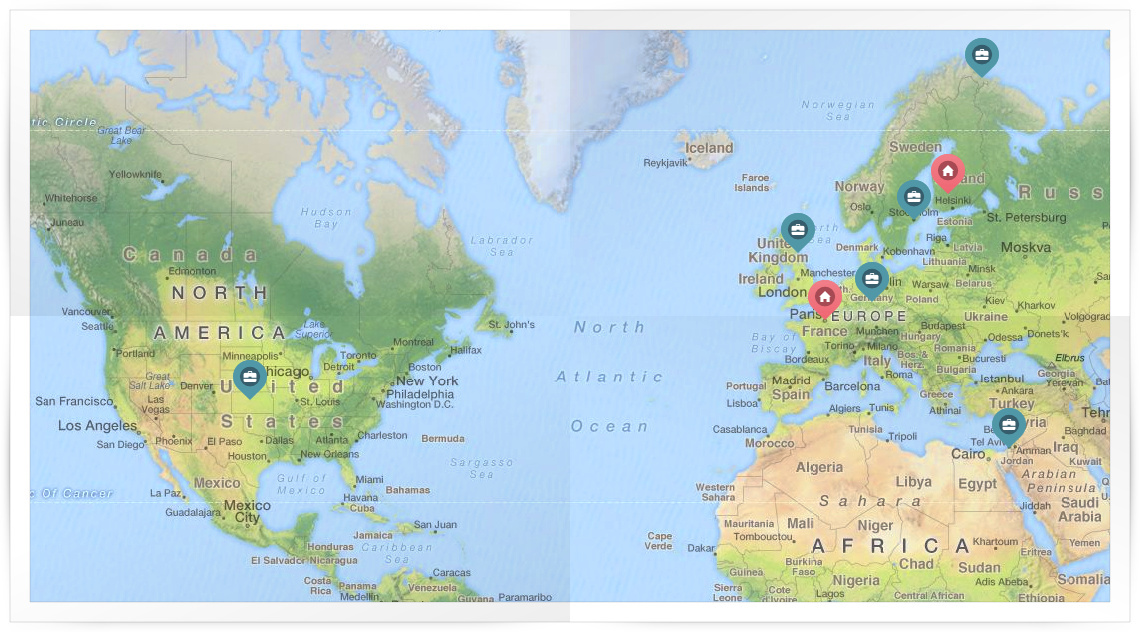 Norwegian
Sea
tic Circle
Great Bear
Lake
Iceland
Reykjavik
Sweden
Yellowknife
Faroe
Islands
Norway
and
Helsinki
Russ
Whitehorse
Juneau
Oslo
Stockholm
Estonia
St. Petersburg
Hudson
Bay
Labrador
Sea
Canada
United
Kingdom
orth
Sea
Denmark
Kobenhavn
Riga
Latvia
Lithuania
Moskva
Edmonton
Ireland
Manchester
London
lin
Warsaw
Minsk
Belarus
NORTH
AMERICA
Germany
Poland
Kiev
Kharkov
Vancouver
Seattle
Lake
Superior
St. John's
North
Atlantic
Ocean
Paris
EUROPE
France
Ukraine
Volgograd
Portland
Minneapolis
Toronto
Montreal
Halifax
Bay of
Biscay
Bordeaux
Torino
Munchen
Milano
Budapest
Hungary
Romania
Odessa
Donets'k
Great
Salt Lake
Denver
Chicago
Detroit
Boston
New York
Philadelphia
Washington D.C.
Italy
Bos. &
Herz.
Bucuresti
Bulgaria
Elbrus
Georgia
Yerevan
San Francisco
Las
Vegas
United
States
St. Louis
Portugal
Lisboa
Madrid
Spain
Barcelona
Roma
Istanbul
Ankara
Turkey
Greece
Athinai
Los Angeles
San Diego
Phoenix
El Paso
Dallas
Atlanta
Charleston
Bermuda
Houston
New Orleans
Casablanca
Morocco
Algiers
Tunis
Tunisia
Tripoli
yria
Tel Aviv
Amman
Jordan
Baghdad
Iraq
Tehr
Cairo
Kuwait
Sargasso
Sea
c Of Cancer
La Paz
Mexico
Gulf of
Mexico
Miami
Bahamas
Havana
Cuba
Western
Sahara
Algeria
Libya
Egypt
Sahara
Arabian
Peninsula
Saudi
Arabia
Jiddah
Guadalajara
Mexico
City
San Juan
Jamaica
Caribbean
Sea
Honduras
El Salvador
Nicaragua
Cape
Verde
Mauritania
Tombouctou
Mali
Niger
Chad
AFRICA
Dakar
Khartoum
Sudan
Eritrea
Yemen
Costa
Rica
Panama
Medellin
Caracas
Venezuela
Guyana
Paramaribo
Guinea
Sierra
Leone
Burkina
Faso
Cote
Nigeria
Lagos
Central African
Adis Abeba
Ethiopia
Somalia